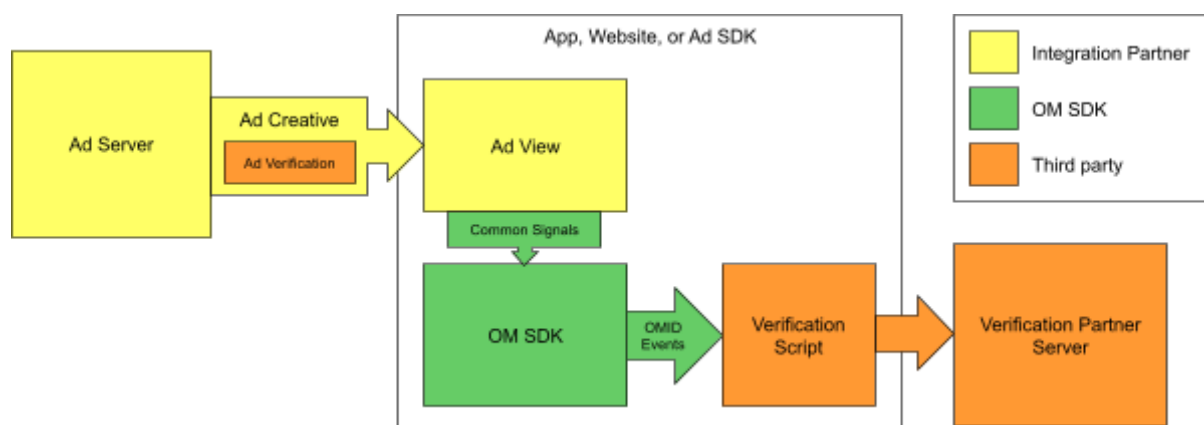 App, Website, or Ad SDK
Integration Partner
OM SDK
Third party
Ad Server
Ad Creative
Ad Verification
Ad View
Common Signals
OM SDK
OMID
Events
Verification
Script
Verification Partner
Server